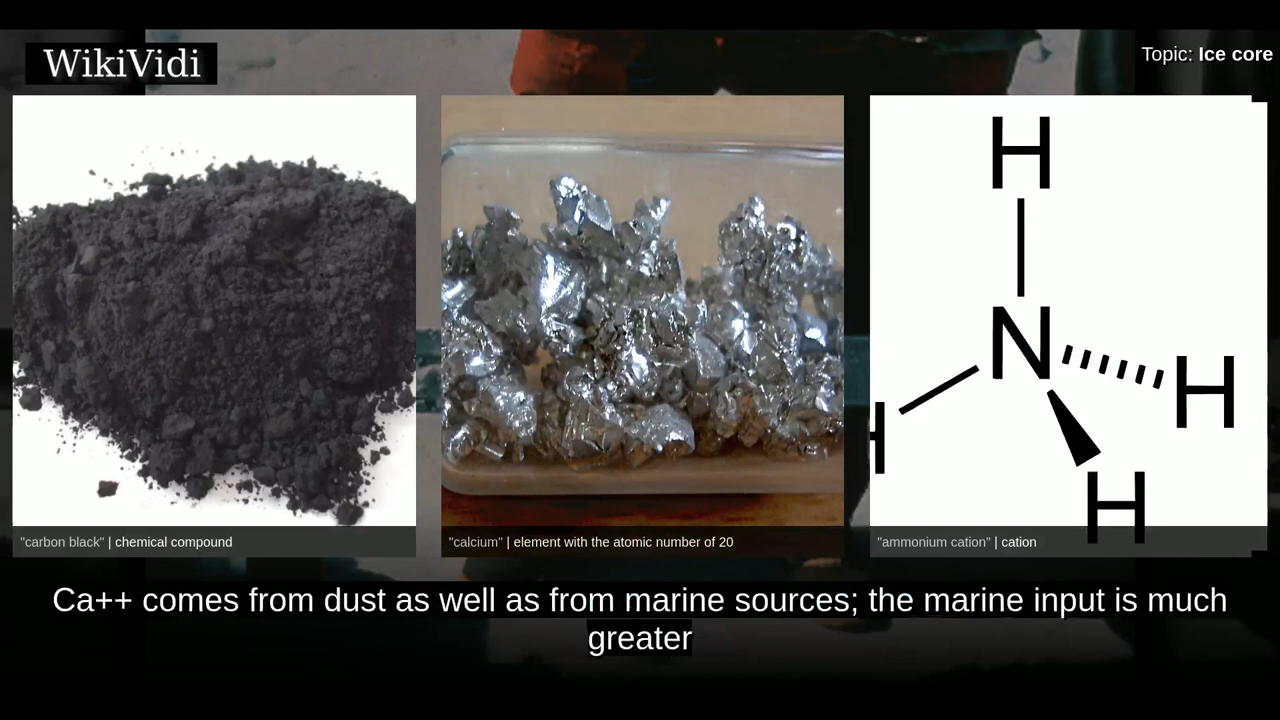 WikiVidi
Topic: Ice core
H
N
H
H
H
"carbon black" | chemical compound
"calcium" | element with the atomic number of 20
"ammonium cation" | cation
Ca++ comes from dust as well as from marine sources; the marine input is much
greater